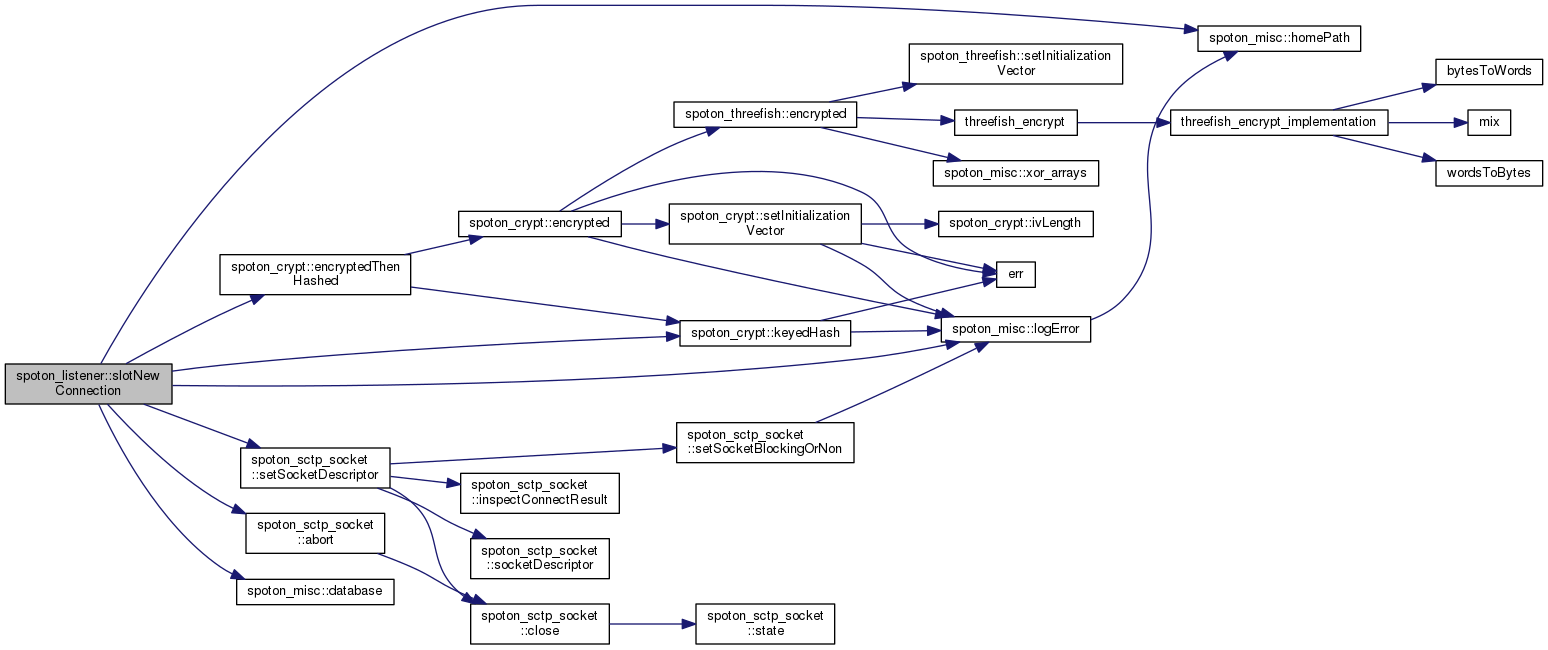 spoton_misc::homePath
spoton_threefish::setInitialization
Vector
bytesToWords
spoton_threefish::encrypted
threefish_encrypt
threefish_encrypt_implementation
mix
spoton_misc::xor_arrays
wordsToBytes
spoton_crypt::encrypted
spoton_crypt::setInitialization
Vector
spoton_crypt::ivLength
spoton_crypt::encryptedThen
Hashed
err
spoton_crypt::keyedHash
spoton_misc::logError
spoton_listener::slotNew
Connection
spoton_sctp_socket
::setSocketBlockingOrNon
spoton_sctp_socket
::setSocketDescriptor
spoton_sctp_socket
::inspectConnectResult
spoton_sctp_socket
::abort
spoton_sctp_socket
::socketDescriptor
spoton_misc::database
spoton_sctp_socket
::close
spoton_sctp_socket
::state